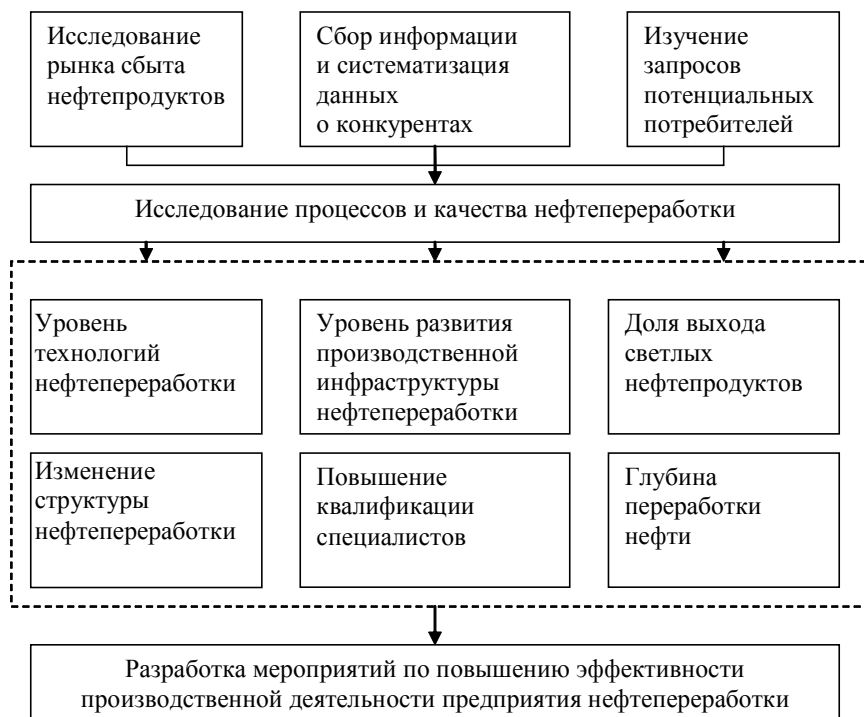 Исследование
рынка сбыта
нефтепродуктов
Сбор информации
и систематизация
данных
о конкурентах
Изучение
запросов
потенциальных
потребителей
Исследование процессов и качества нефтепереработки
Уровень
технологий
нефтепереработки
Уровень развития
производственной
инфраструктуры
нефтепереработки
Доля выхода
светлых
нефтепродуктов
Изменение
структуры
нефтепереработки
Повышение
квалификации
специалистов
Глубина
переработки
нефти
Разработка мероприятий по повышению эффективности
производственной деятельности предприятия нефтепереработки